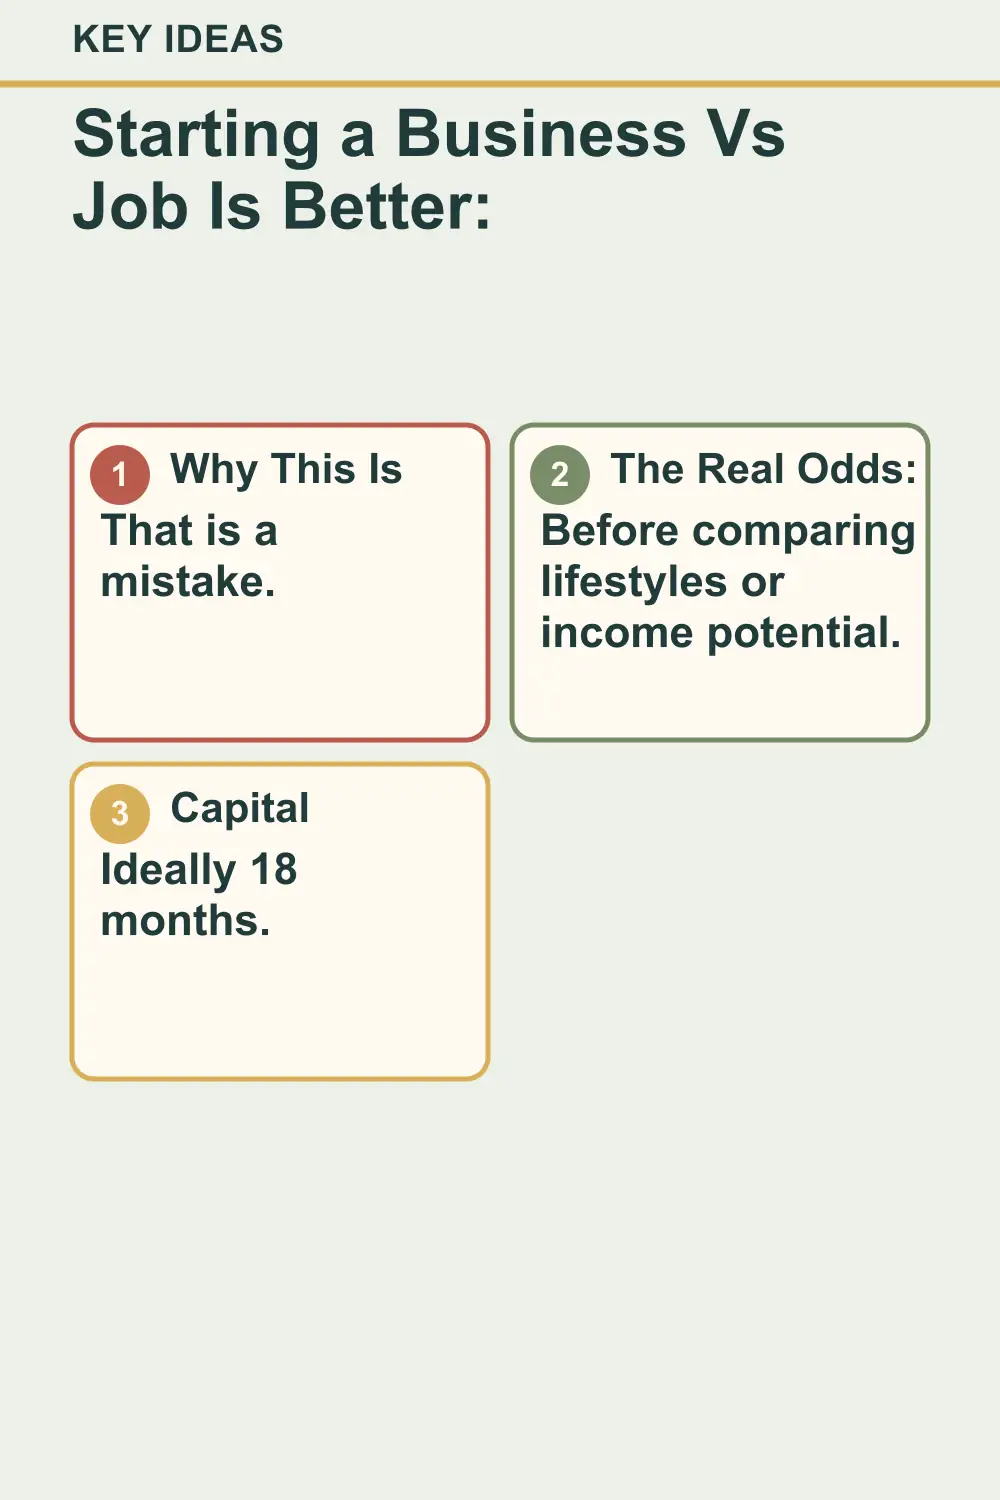 KEY IDEAS
Starting a Business Vs
Job Is Better:
1 Why This Is
That is a
mistake.
2 The Real Odds:
Before comparing
lifestyles or
income potential.
3 Capital
Ideally 18
months.